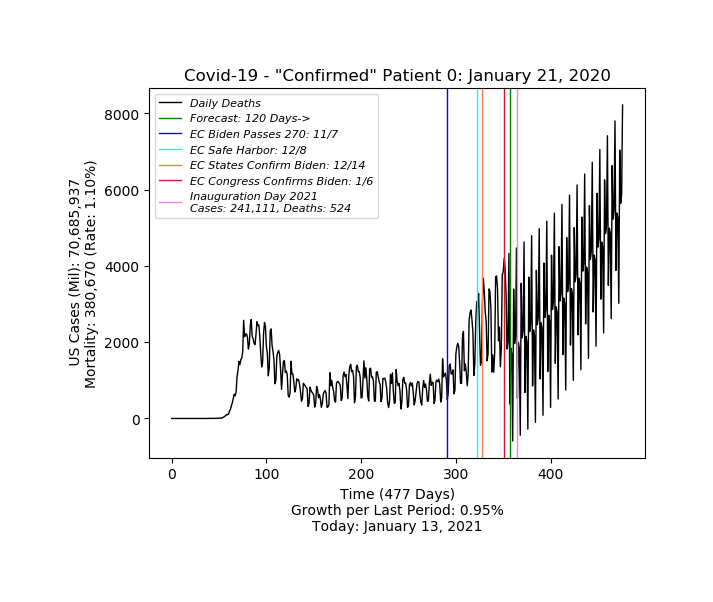 Covid-19 - "Confirmed" Patient 0: January 21, 2020
Daily Deaths
Forecast: 120 Days->
EC Biden Passes 270: 11/7
EC Safe Harbor: 12/8
EC States Confirm Biden: 12/14
EC Congress Confirms Biden: 1/6
Inauguration Day 2021
Cases: 241,111, Deaths: 524
8000
6000
4000
2000
0
US Cases (Mil): 70,685,937
Mortality: 380,670 (Rate: 1.10%)
0 100 200 300 400
Time (477 Days)
Growth per Last Period: 0.95%
Today: January 13, 2021